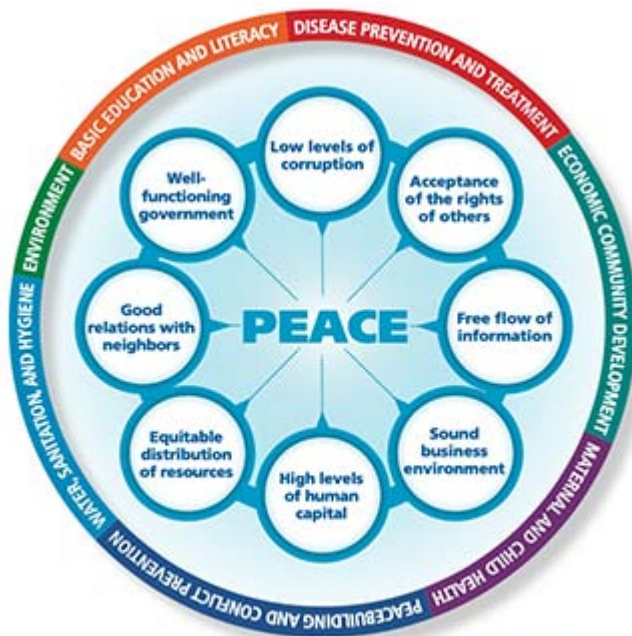 BASIC EDUCATION AND LITERACY
DISEASE PREVENTION AND TREATMENT
ECONOMIC COMMUNITY DEVELOPMENT
MATERNAL AND CHILD HEALTH
PEACEBUILDING AND CONFLICT PREVENTION
WATER, SANITATION, AND HYGIENE
ENVIRONMENT
Low levels of
corruption
Acceptance
of the rights
of others
Free flow of
information
Sound
business
environment
High levels
of human
capital
Equitable
distribution
of resources
Good
relations with
neighbors
Well-
functioning
government
PEACE